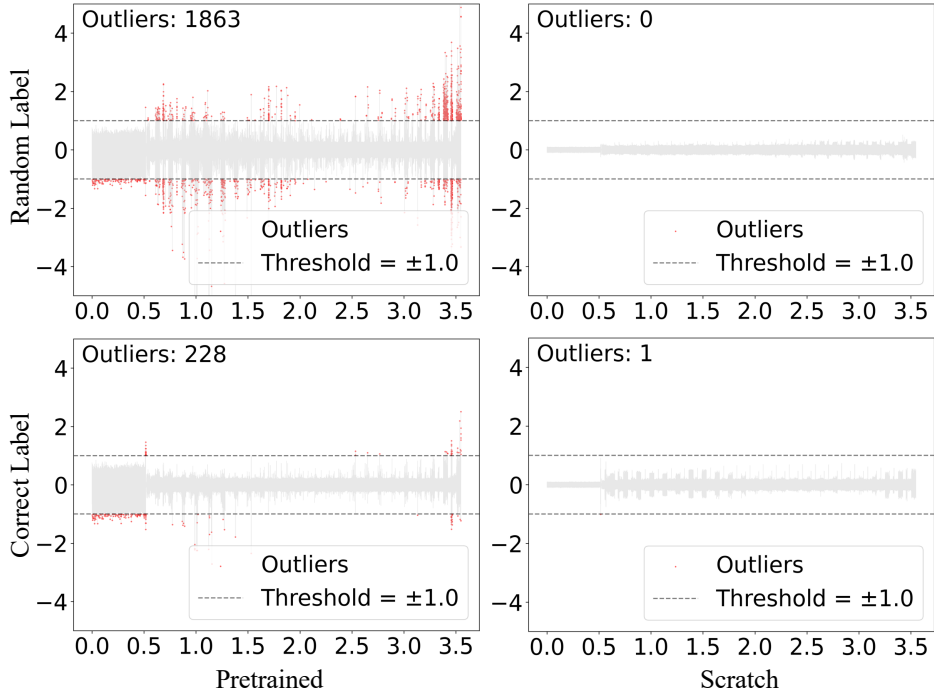 Outliers: 1863
Outliers: 0
4
2
0
−2
−4
Random Label
Outliers
Threshold = ±1.0
0.0 0.5 1.0 1.5 2.0 2.5 3.0 3.5
4
2
0
−2
−4
Outliers
Threshold = ±1.0
0.0 0.5 1.0 1.5 2.0 2.5 3.0 3.5
Outliers: 228
Outliers: 1
4
2
0
−2
−4
Correct Label
Outliers
Threshold = ±1.0
0.0 0.5 1.0 1.5 2.0 2.5 3.0 3.5
Pretrained
4
2
0
−2
−4
Outliers
Threshold = ±1.0
0.0 0.5 1.0 1.5 2.0 2.5 3.0 3.5
Scratch